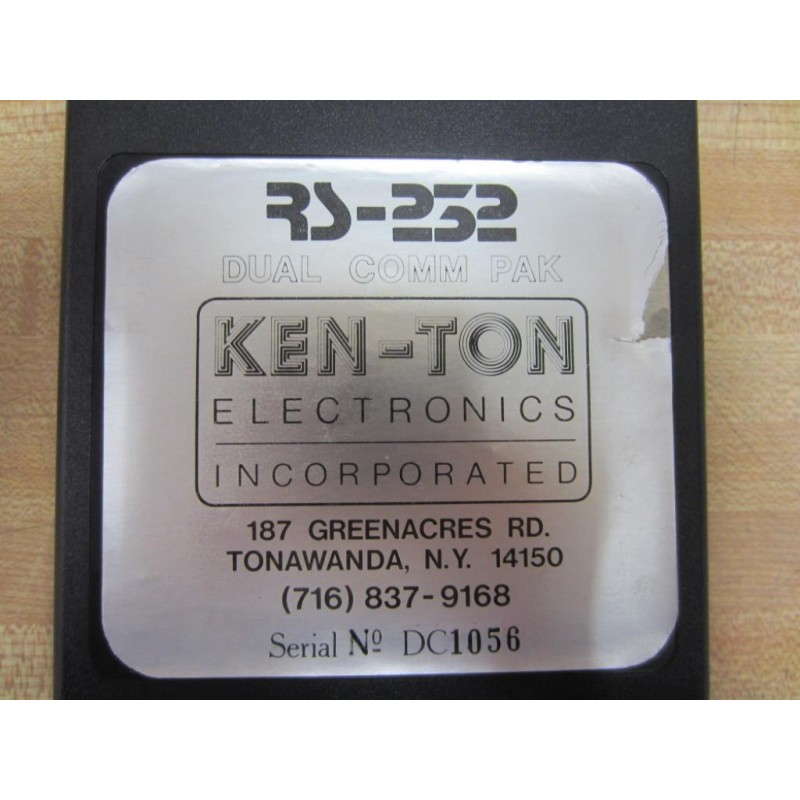 RS-232
DUAL COMM PAK
KEN-TON
ELECTRONICS
INCORPORATED
187 GREENACRES RD.
TONAWANDA, N.Y. 14150
(716) 837-9168
Serial Nº DC1056